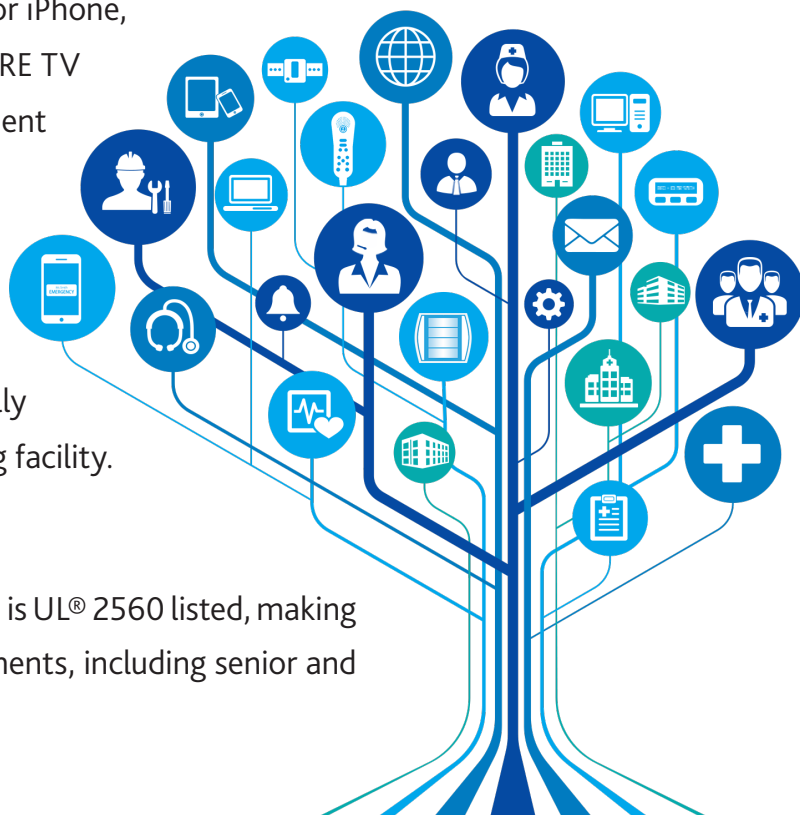 or iPhone,
RE TV
ent
lly
g facility.
is UL® 2560 listed, making
nents, including senior and
EMERGENCY